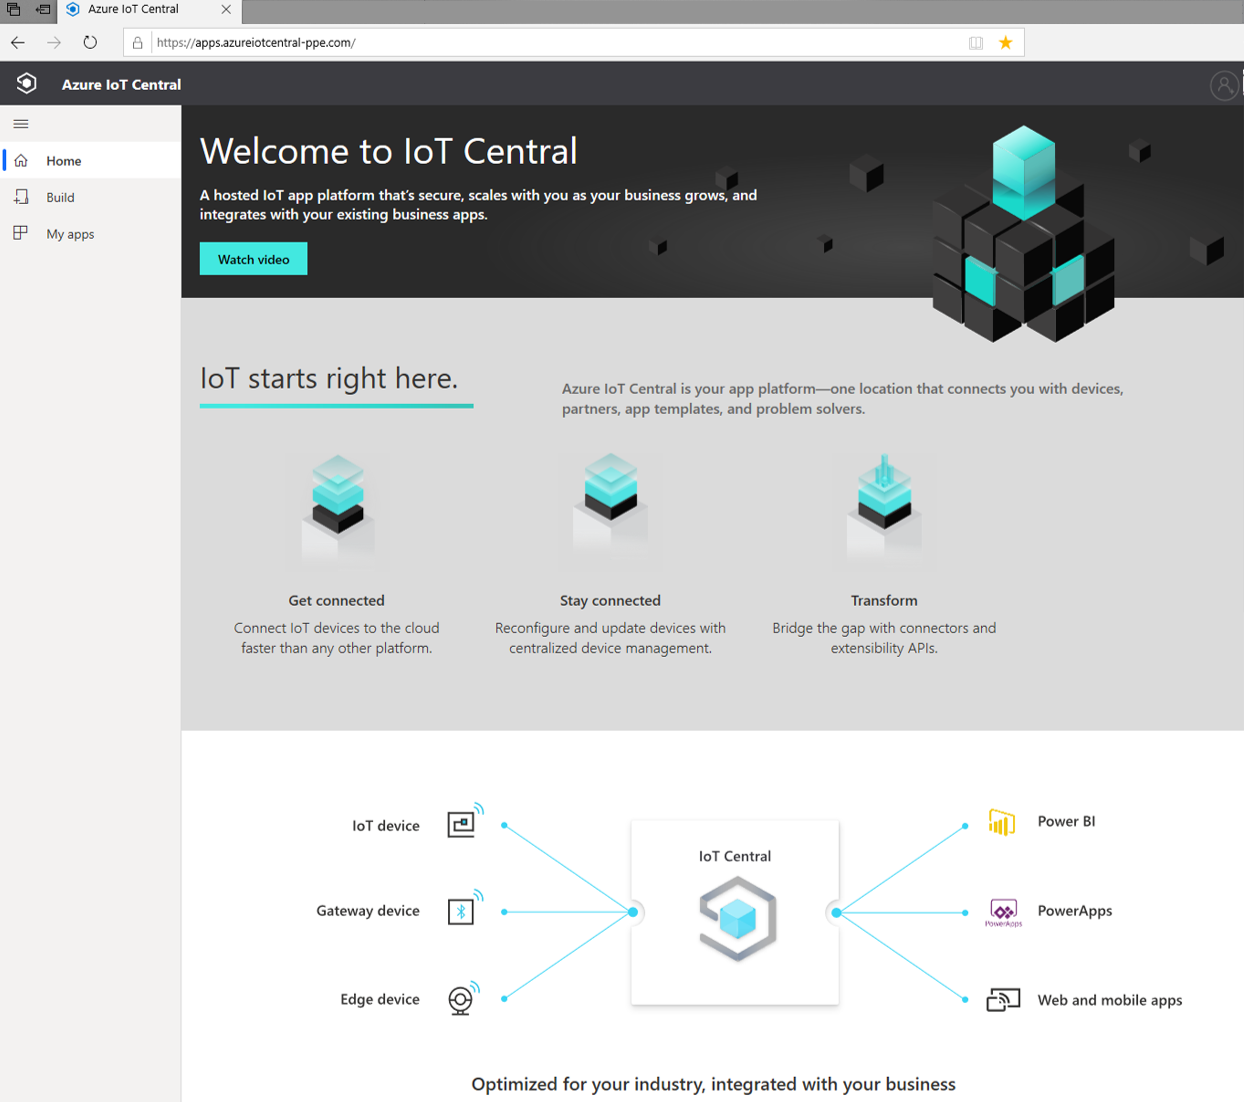 Azure IoT Central
https://apps.azureiotcentral-ppe.com/
Azure IoT Central
Home
Build
My apps
Welcome to IoT Central
A hosted IoT app platform that's secure, scales with you as your business grows, and
integrates with your existing business apps.
Watch video
IoT starts right here.
Azure IoT Central is your app platform—one location that connects you with devices,
partners, app templates, and problem solvers.
Get connected
Connect IoT devices to the cloud
faster than any other platform.
Stay connected
Reconfigure and update devices with
centralized device management.
Transform
Bridge the gap with connectors and
extensibility APIs.
IoT device
Gateway device
Edge device
IoT Central
Power BI
PowerApps
PowerApps
Web and mobile apps
Optimized for your industry, integrated with your business